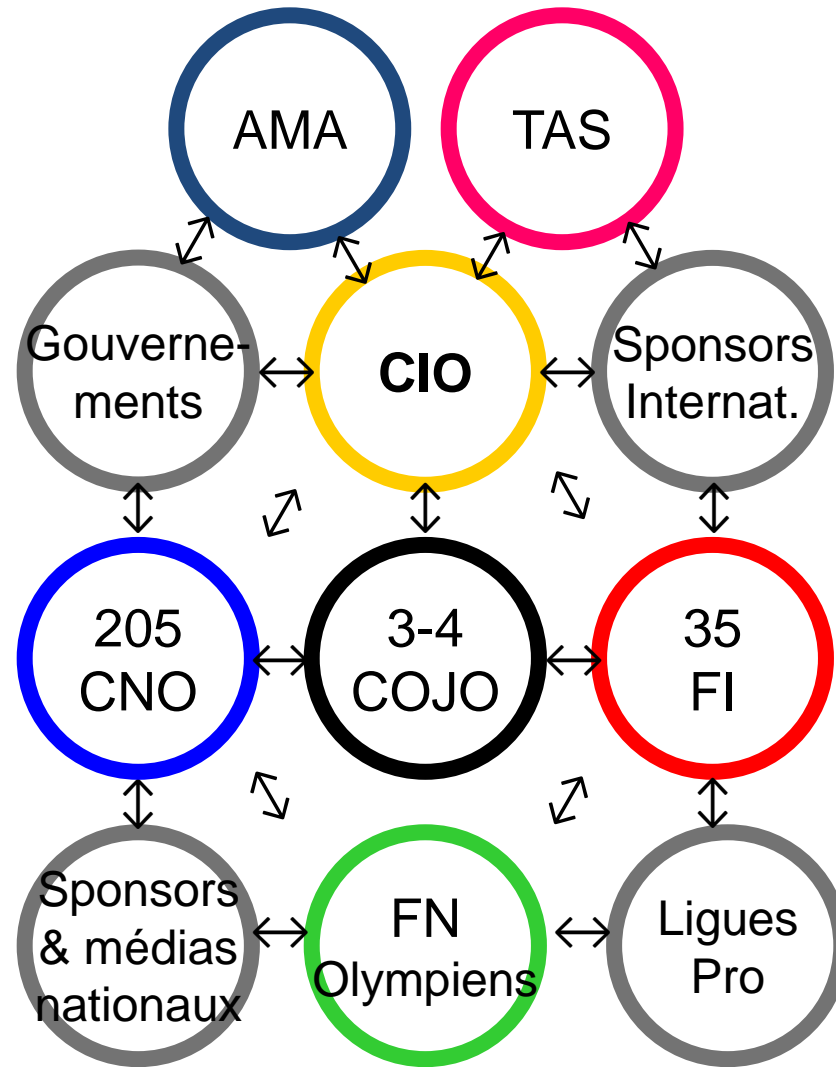 AMA
TAS
Gouverne-
ments
CIO
Sponsors
Internat.
205
CNO
3-4
COJO
35
FI
Sponsors
& médias
nationaux
FN
Olympiens
Ligues
Pro